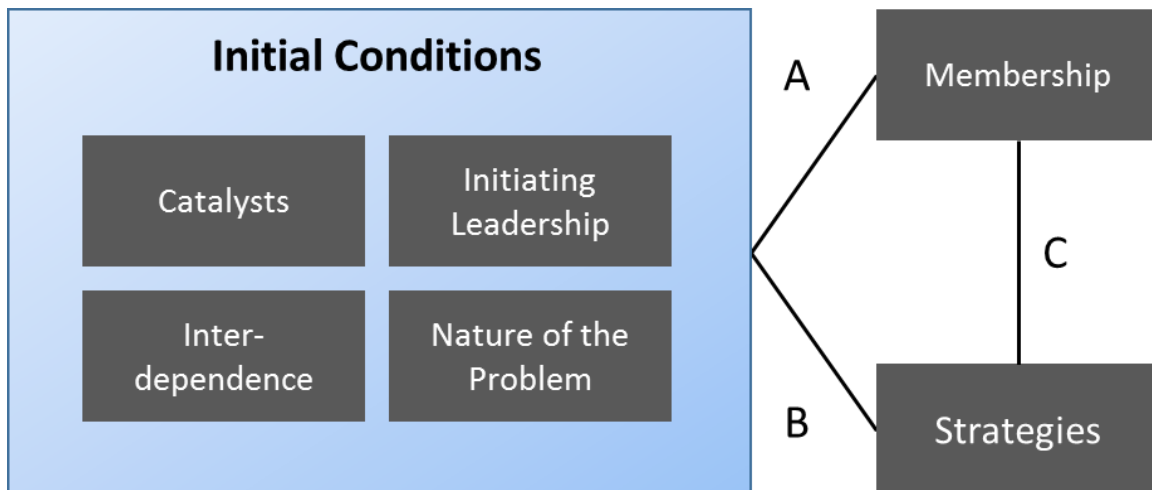 Initial Conditions
Catalysts
Initiating
Leadership
Inter-
dependence
Nature of the
Problem
A
B
C
Membership
Strategies